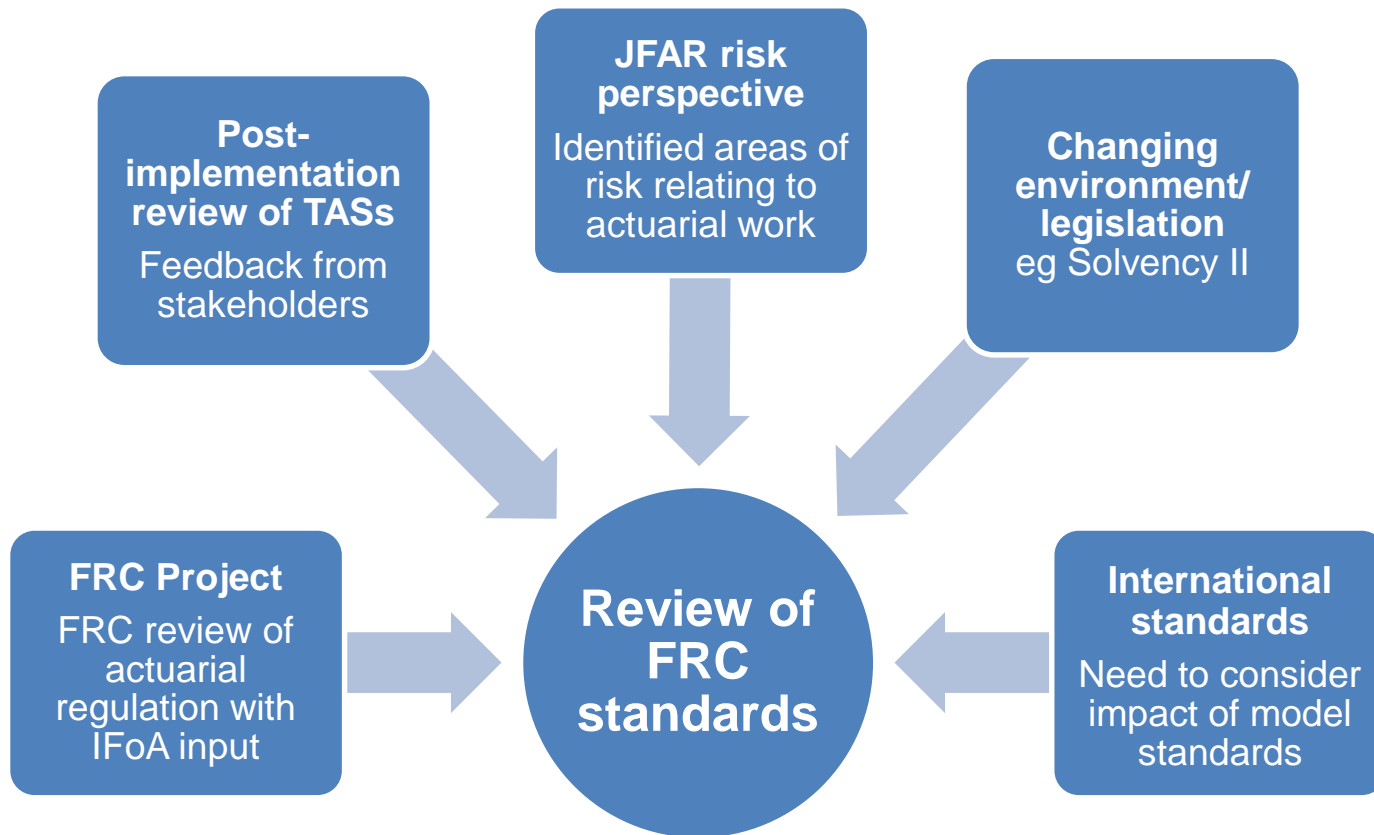 Post-
implementation
review of TASs
Feedback from
stakeholders
JFAR risk
perspective
Identified areas of
risk relating to
actuarial work
Changing
environment/
legislation
eg Solvency II
FRC Project
FRC review of
actuarial
regulation with
IFoA input
Review of
FRC
standards
International
standards
Need to consider
impact of model
standards